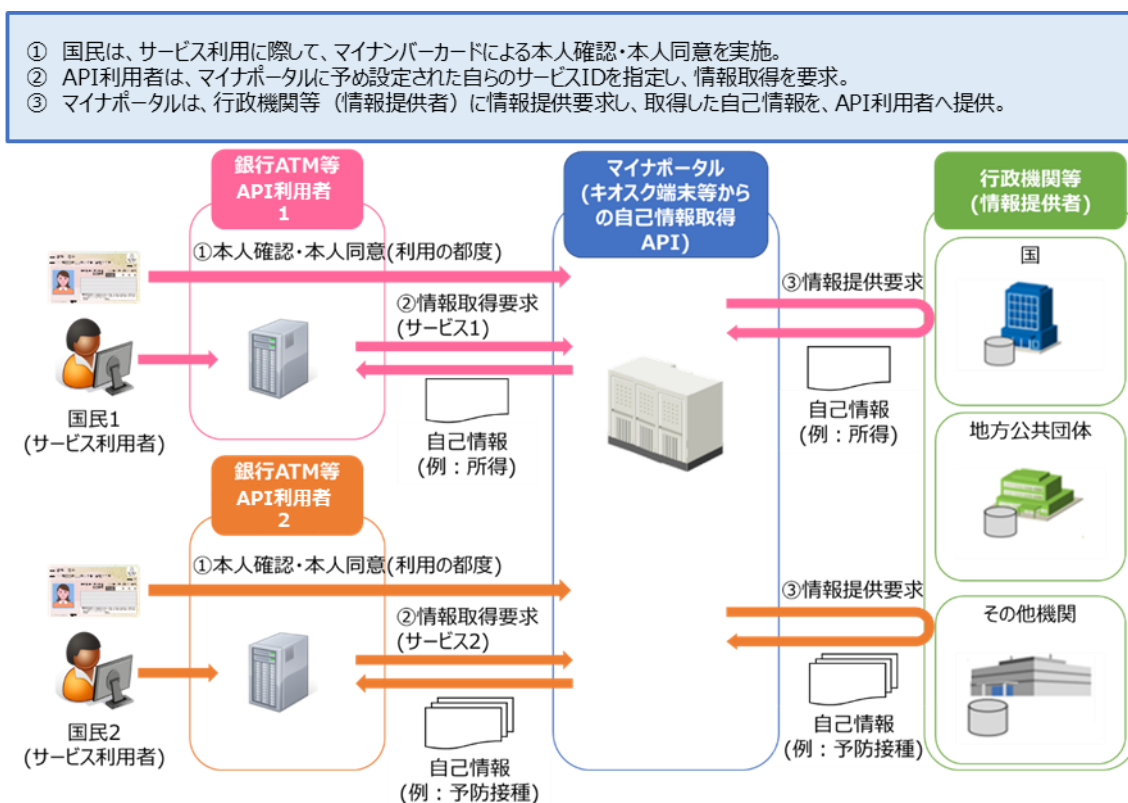 ① 国民は、サービス利用に際して、マイナンバーカードによる本人確認・本人同意を実施。
② API利用者は、マイナポータルに予め設定された自らのサービスIDを指定し、情報取得を要求。
③ マイナポータルは、行政機関等（情報提供者）に情報提供要求し、取得した自己情報を、API利用者へ提供。
銀行ATM等
API利用者
1
マイナポータル
(キオスク端末等から
の自己情報取得
API)
行政機関等
(情報提供者)
①本人確認・本人同意(利用の都度)
②情報取得要求
(サービス1)
③情報提供要求
国
国民1
(サービス利用者)
自己情報
(例：所得)
自己情報
(例：所得)
地方公共団体
銀行ATM等
API利用者
2
①本人確認・本人同意(利用の都度)
②情報取得要求
(サービス2)
③情報提供要求
その他機関
国民2
(サービス利用者)
自己情報
(例：予防接種)
自己情報
(例：予防接種)